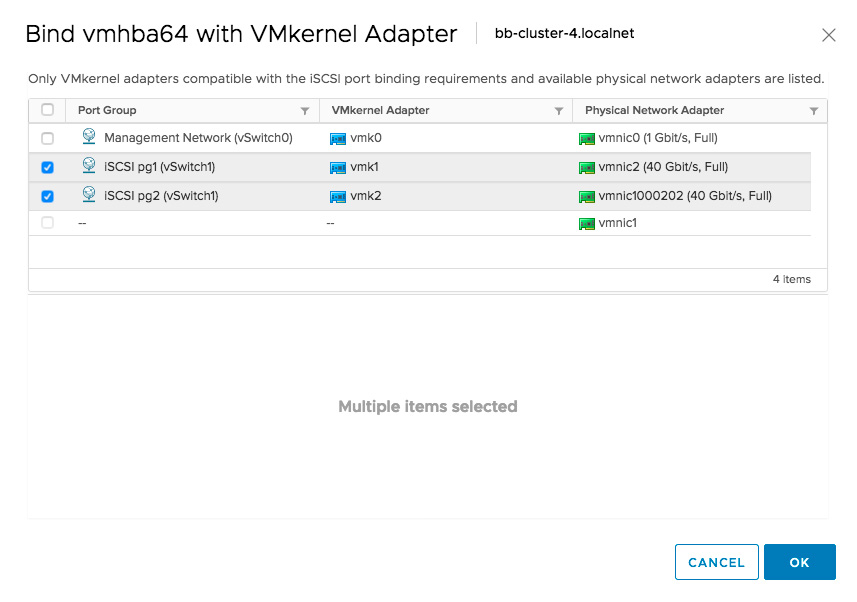 Bind vmhba64 with VMkernel Adapter bb-cluster-4.localnet
Only VMkernel adapters compatible with the iSCSI port binding requirements and available physical network adapters are listed.
Port Group VMkernel Adapter Physical Network Adapter
Management Network (vSwitch0) vmk0 vmnic0 (1 Gbit/s, Full)
iSCSI pg1 (vSwitch1) vmk1 vmnic2 (40 Gbit/s, Full)
iSCSI pg2 (vSwitch1) vmk2 vmnic1000202 (40 Gbit/s, Full)
-- -- vmnic1
4 items
Multiple items selected
CANCEL OK